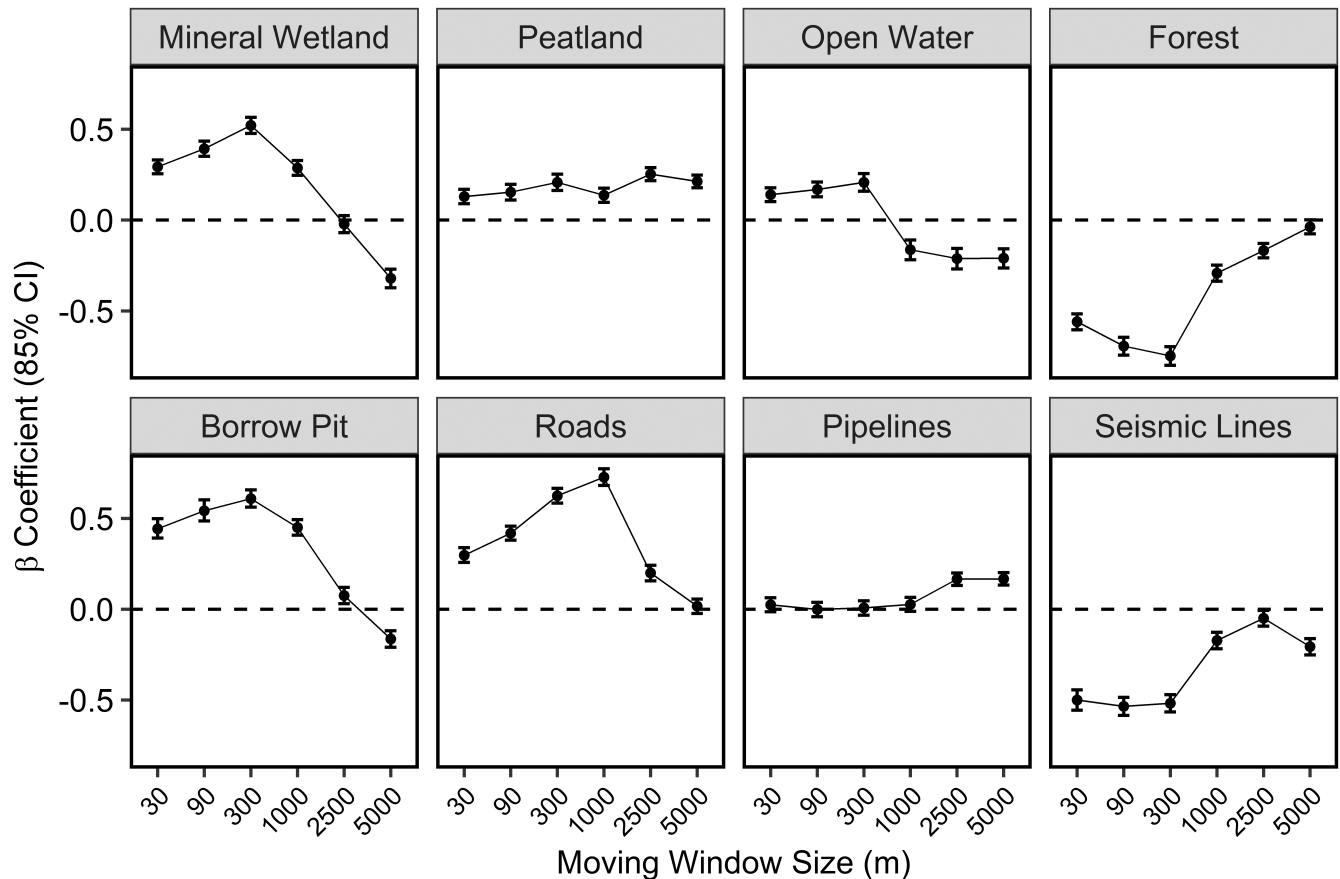 Mineral Wetland
Peatland
Open Water
Forest
0.5
0.0
-0.5
Borrow Pit
Roads
Pipelines
Seismic Lines
0.5
0.0
-0.5
β Coefficient (85% CI)
30 90 300 1000 2500 5000
30 90 300 1000 2500 5000
30 90 300 1000 2500 5000
30 90 300 1000 2500 5000
Moving Window Size (m)